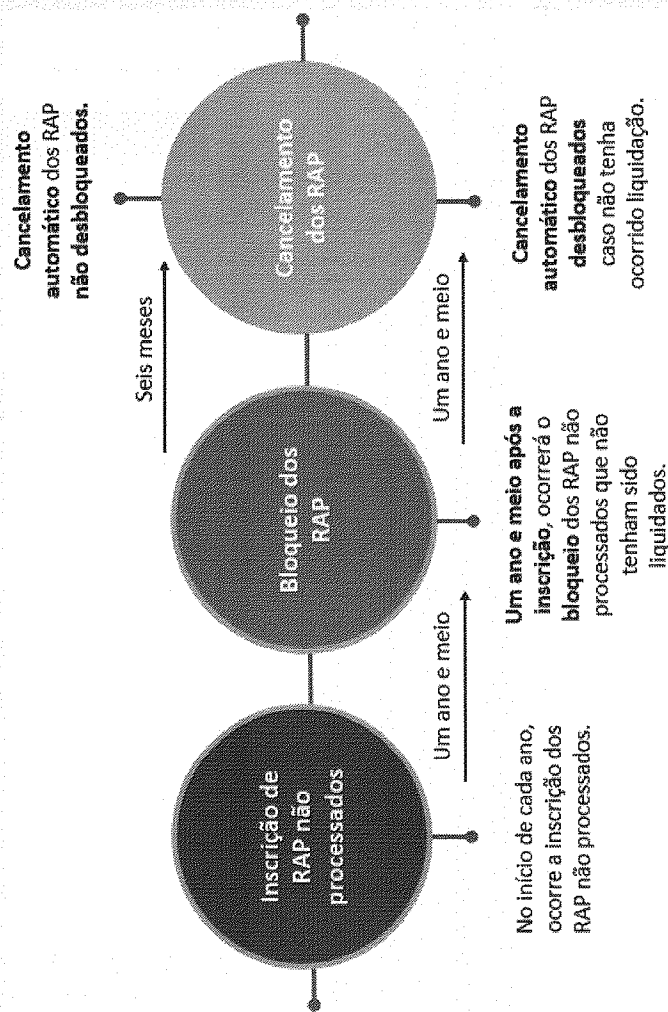 Inscrição de
RAP não
processados
No início de cada ano,
ocorre a inscrição dos
RAP não processados.
Um ano e meio
Bloqueio dos
RAP
Um ano e meio após a
inscrição, ocorrerá o
bloqueio dos RAP não
processados que não
tenham sido
liquidados.
Seis meses
Um ano e meio
Cancelamento
dos RAP
Cancelamento
automático dos RAP
não desbloqueados.
Cancelamento
automático dos RAP
desbloqueados
caso não tenha
ocorrido liquidação.